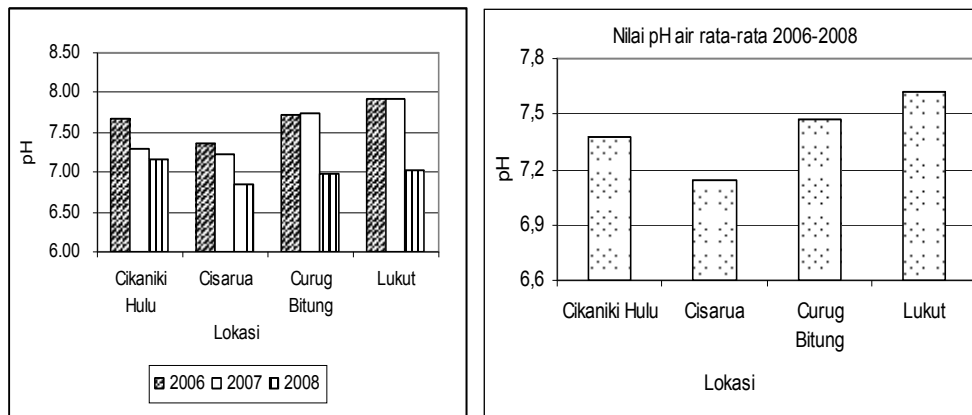 8.50
8.00
7.50
7.00
6.50
6.00
pH
Cikaniki
Hulu
Cisarua
Curug
Bitung
Lukut
Lokasi
2006 2007 2008
Nilai pH air rata-rata 2006-2008
7,8
7,5
7,2
6,9
6,6
pH
Cikaniki Hulu
Cisarua
Curug
Bitung
Lukut
Lokasi